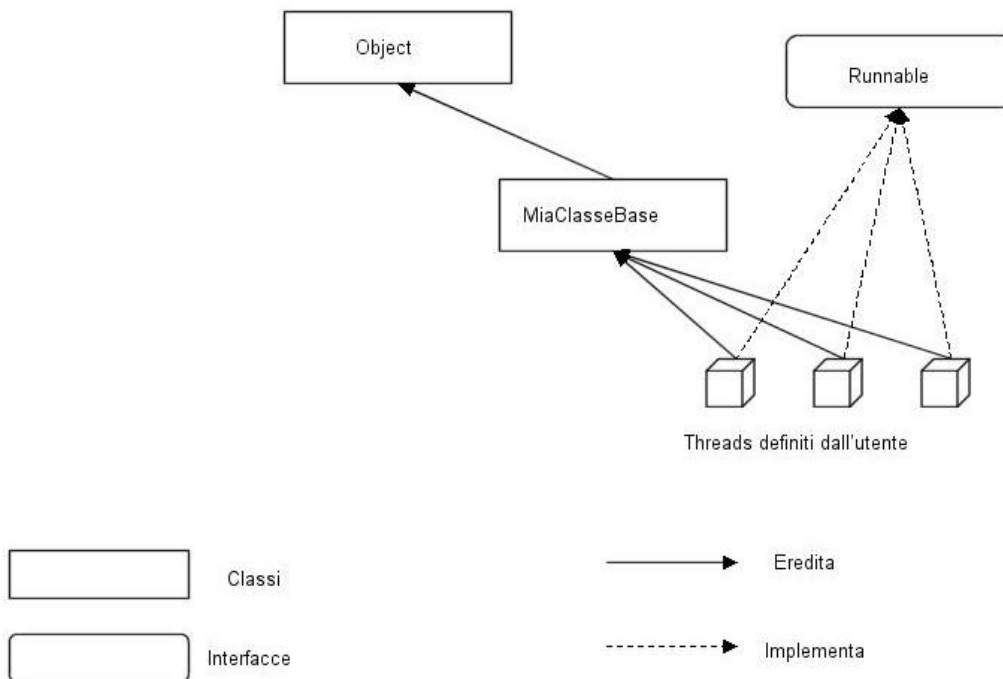 Object
Runnable
MiaClasseBase
Threads definiti dall'utente
Classi
Eredita
Interfacce
Implementa